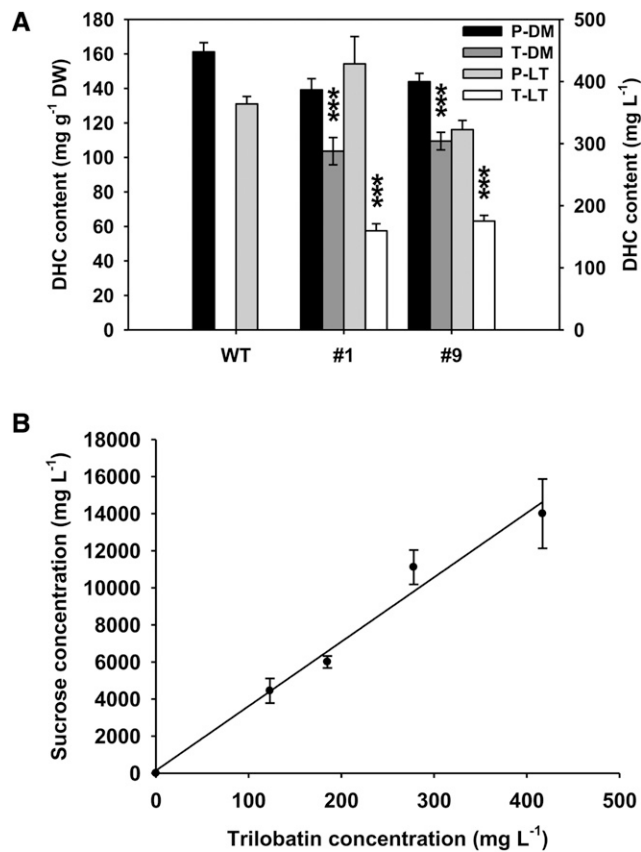 A
P-DM
T-DM
P-LT
T-LT
DHC content (mg g⁻¹ DW)
180
160
140
120
100
80
60
40
20
0
***
***
***
***
500
400
300
200
100
0
DHC content (mg L⁻¹)
WT #1 #9
B
Sucrose concentration (mg L⁻¹)
18000
16000
14000
12000
10000
8000
6000
4000
2000
0
0 100 200 300 400 500
Trilobatin concentration (mg L⁻¹)